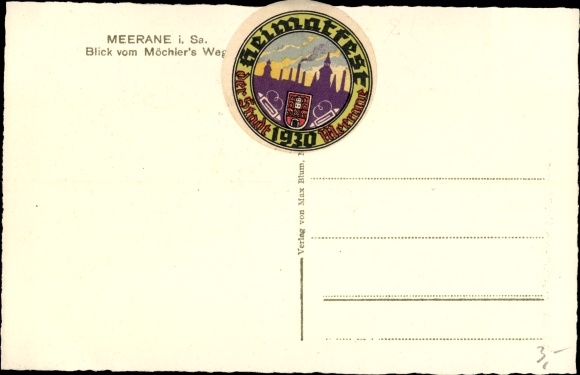 MEERANE i. Sa.
Blick vom Möchler's Weg
Heimatfest
der Stadt 1930 Meerane
Verlag von Max Blum,
3,-